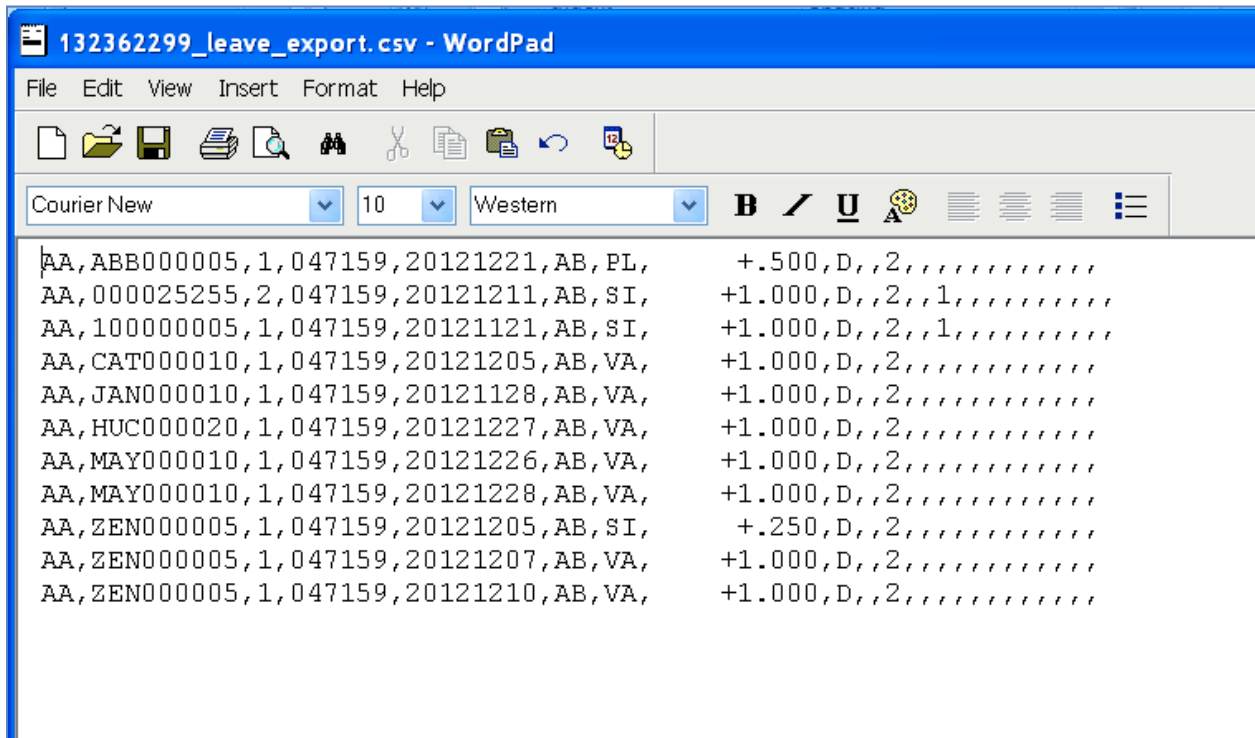 132362299_leave_export.csv - WordPad
File Edit View Insert Format Help
Courier New 10 Western B / U A
AA,ABB000005,1,047159,20121221,AB,PL,     +.500,D,,2,,,,,,,,,,,,
AA,000025255,2,047159,20121211,AB,SI,    +1.000,D,,2,,1,,,,,,,,,,
AA,100000005,1,047159,20121121,AB,SI,    +1.000,D,,2,,1,,,,,,,,,,
AA,CAT000010,1,047159,20121205,AB,VA,    +1.000,D,,2,,,,,,,,,,,,
AA,JAN000010,1,047159,20121128,AB,VA,    +1.000,D,,2,,,,,,,,,,,,
AA,HUC000020,1,047159,20121227,AB,VA,    +1.000,D,,2,,,,,,,,,,,,
AA,MAY000010,1,047159,20121226,AB,VA,    +1.000,D,,2,,,,,,,,,,,,
AA,MAY000010,1,047159,20121228,AB,VA,    +1.000,D,,2,,,,,,,,,,,,
AA,ZEN000005,1,047159,20121205,AB,SI,     +.250,D,,2,,,,,,,,,,,,
AA,ZEN000005,1,047159,20121207,AB,VA,    +1.000,D,,2,,,,,,,,,,,,
AA,ZEN000005,1,047159,20121210,AB,VA,    +1.000,D,,2,,,,,,,,,,,,